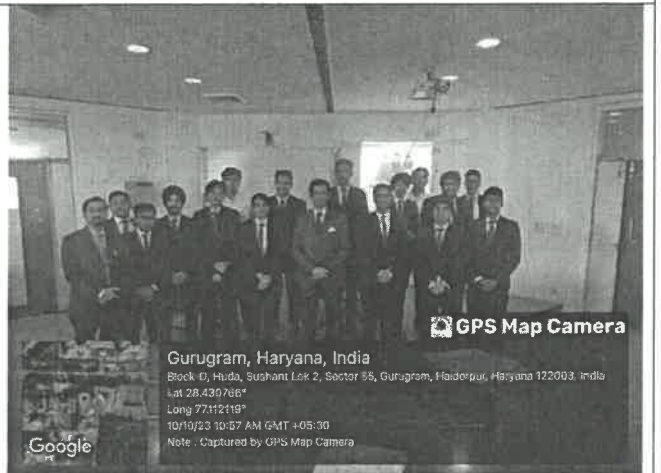 GPS Map Camera
Gurugram, Haryana, India
Block D, Huda, Sushant Lok 2, Sector 55, Gurugram, Haiderpur, Haryana 122003, India
Lat 28.430766°
Long 77.112119°
10/10/23 10:57 AM GMT +05:30
Note : Captured by GPS Map Camera
Google